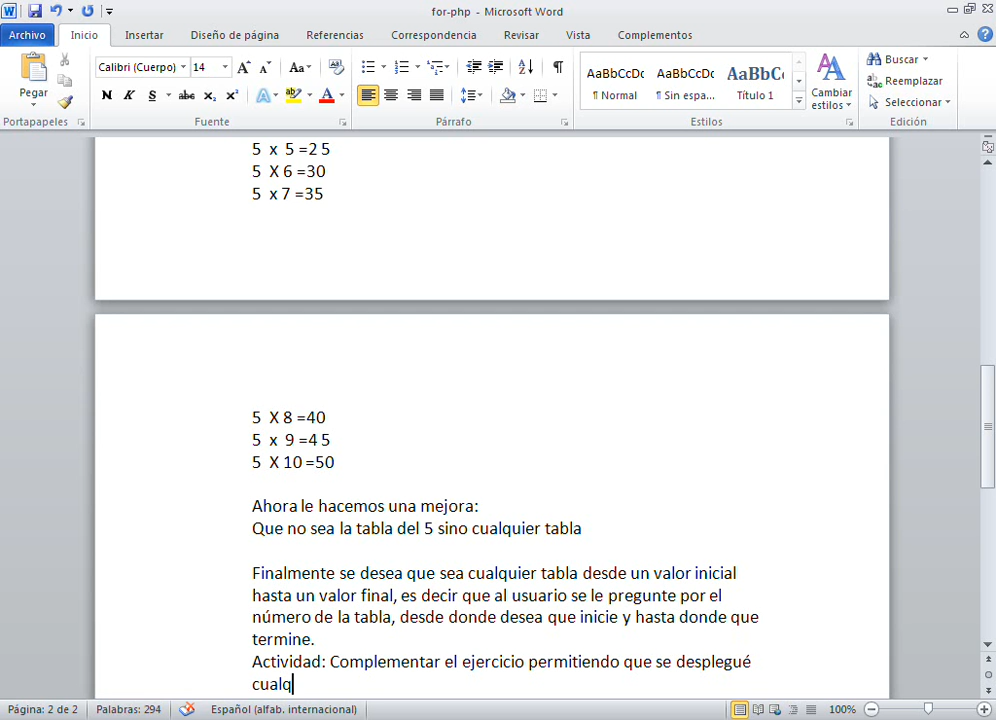 for-php - Microsoft Word
Archivo Inicio Insertar Diseño de página Referencias Correspondencia Revisar Vista Complementos
Pegar
Calibri (Cuerpo) 14
Buscar
Reemplazar
Seleccionar
AaBbCcDc AaBbCcDc AaBbC
¶ Normal ¶ Sin espa... Título 1
Cambiar estilos
N K S abc x₂ x² A ab A
Portapapeles Fuente Párrafo Estilos Edición
5 x 5 =25
5 X 6 =30
5 x 7 =35
5 X 8 =40
5 x 9 =45
5 X 10 =50
Ahora le hacemos una mejora:
Que no sea la tabla del 5 sino cualquier tabla
Finalmente se desea que sea cualquier tabla desde un valor inicial
hasta un valor final, es decir que al usuario se le pregunte por el
número de la tabla, desde donde desea que inicie y hasta donde que
termine.
Actividad: Complementar el ejercicio permitiendo que se desplegué
cualq
Página: 2 de 2 Palabras: 294 Español (alfab. internacional) 100%